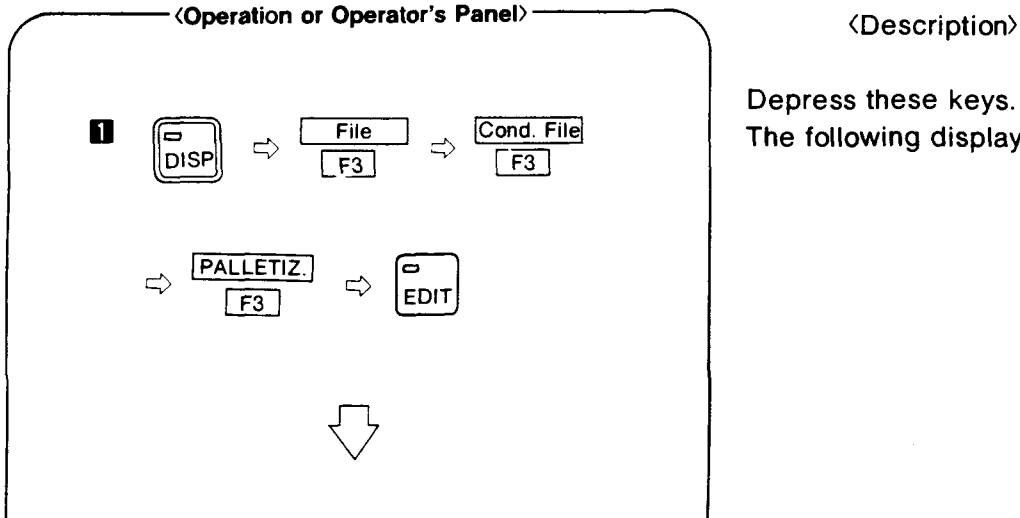 〈Operation or Operator's Panel〉
〈Description〉
1
DISP
File
F3
Cond. File
F3
Depress these keys.
The following display
PALLETIZ.
F3
EDIT